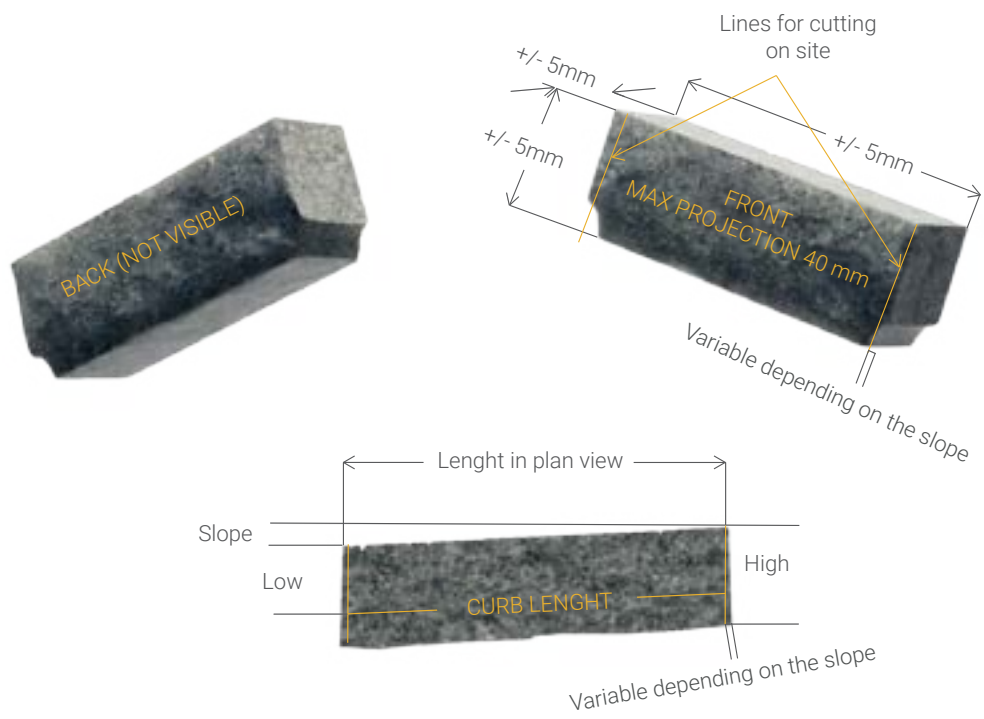 Lines for cutting
on site
+/- 5mm
+/- 5mm
+/- 5mm
BACK (NOT VISIBLE)
FRONT
MAX PROJECTION 40 mm
Variable depending on the slope
Lenght in plan view
Slope
Low
High
CURB LENGHT
Variable depending on the slope